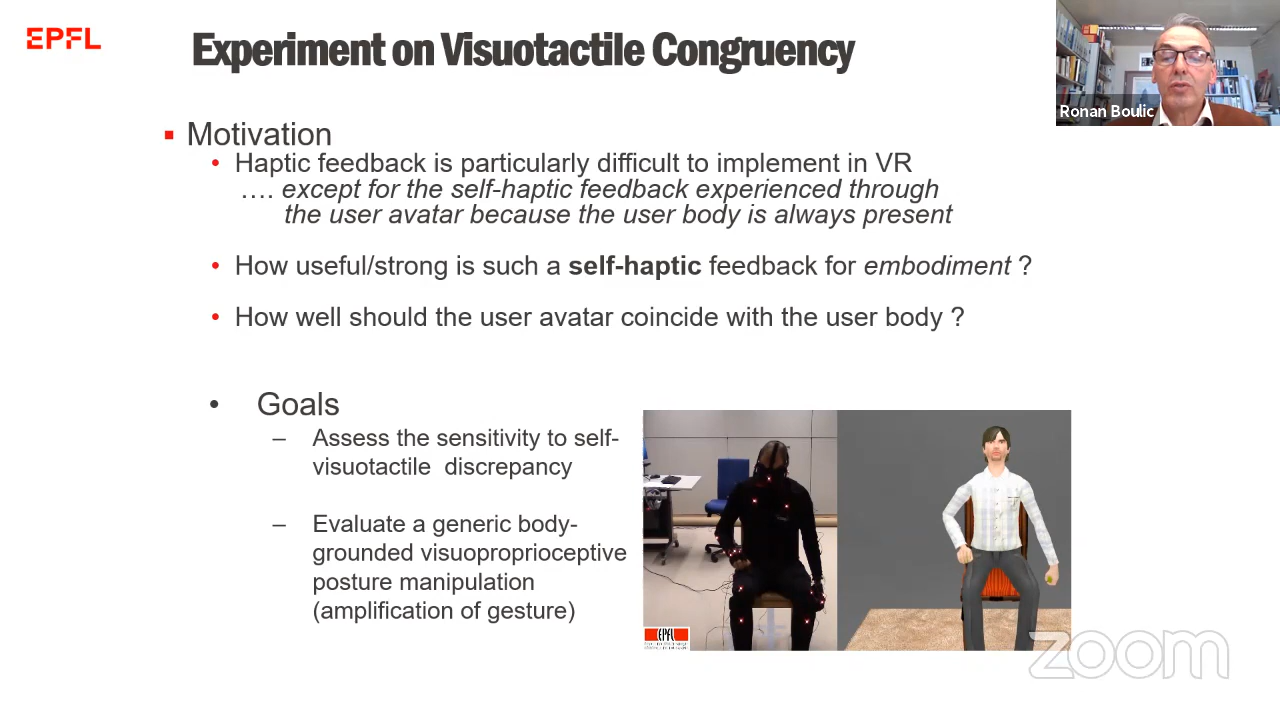 EPFL
Experiment on Visuotactile Congruency
Ronan Boulic
▪ Motivation
• Haptic feedback is particularly difficult to implement in VR
…. except for the self-haptic feedback experienced through
the user avatar because the user body is always present
• How useful/strong is such a self-haptic feedback for embodiment ?
• How well should the user avatar coincide with the user body ?
• Goals
– Assess the sensitivity to self-
visuotactile discrepancy
– Evaluate a generic body-
grounded visuoproprioceptive
posture manipulation
(amplification of gesture)
EPFL
zoom